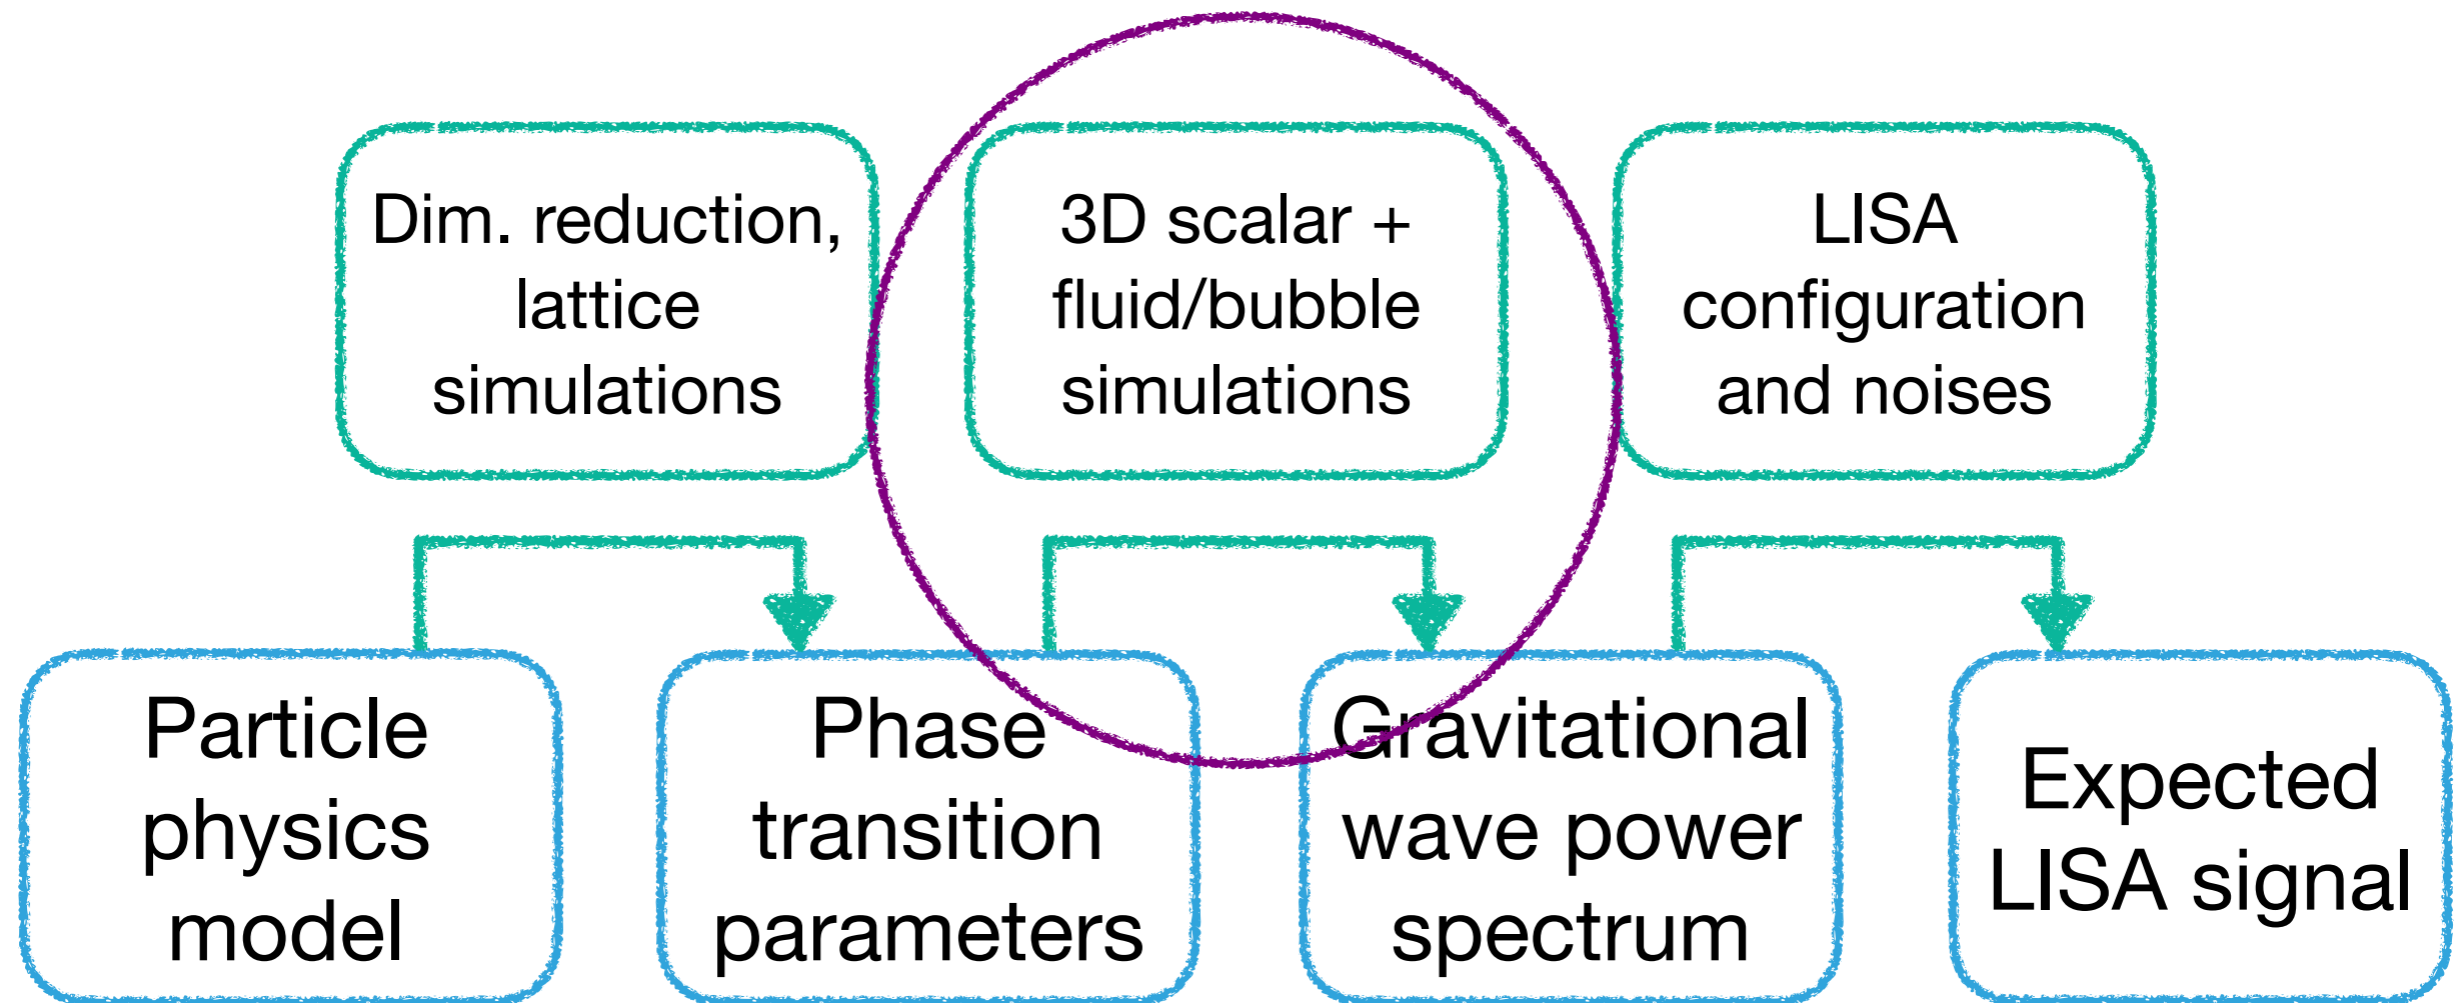 Dim. reduction,
lattice
simulations
3D scalar +
fluid/bubble
simulations
LISA
configuration
and noises
Particle
physics
model
Phase
transition
parameters
Gravitational
wave power
spectrum
Expected
LISA signal